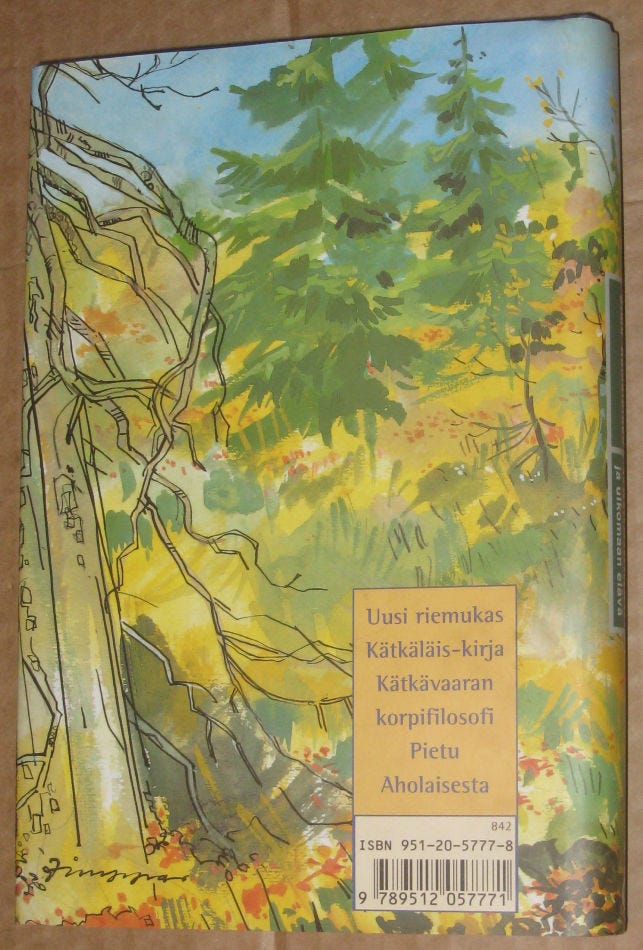 Uusi riemukas
Kätkäläis-kirja
Kätkävaaran
korpifilosofi
Pietu
Aholaisesta
842
ISBN 951-20-5777-8
9 789512 057771
ja ulkomaan elävä